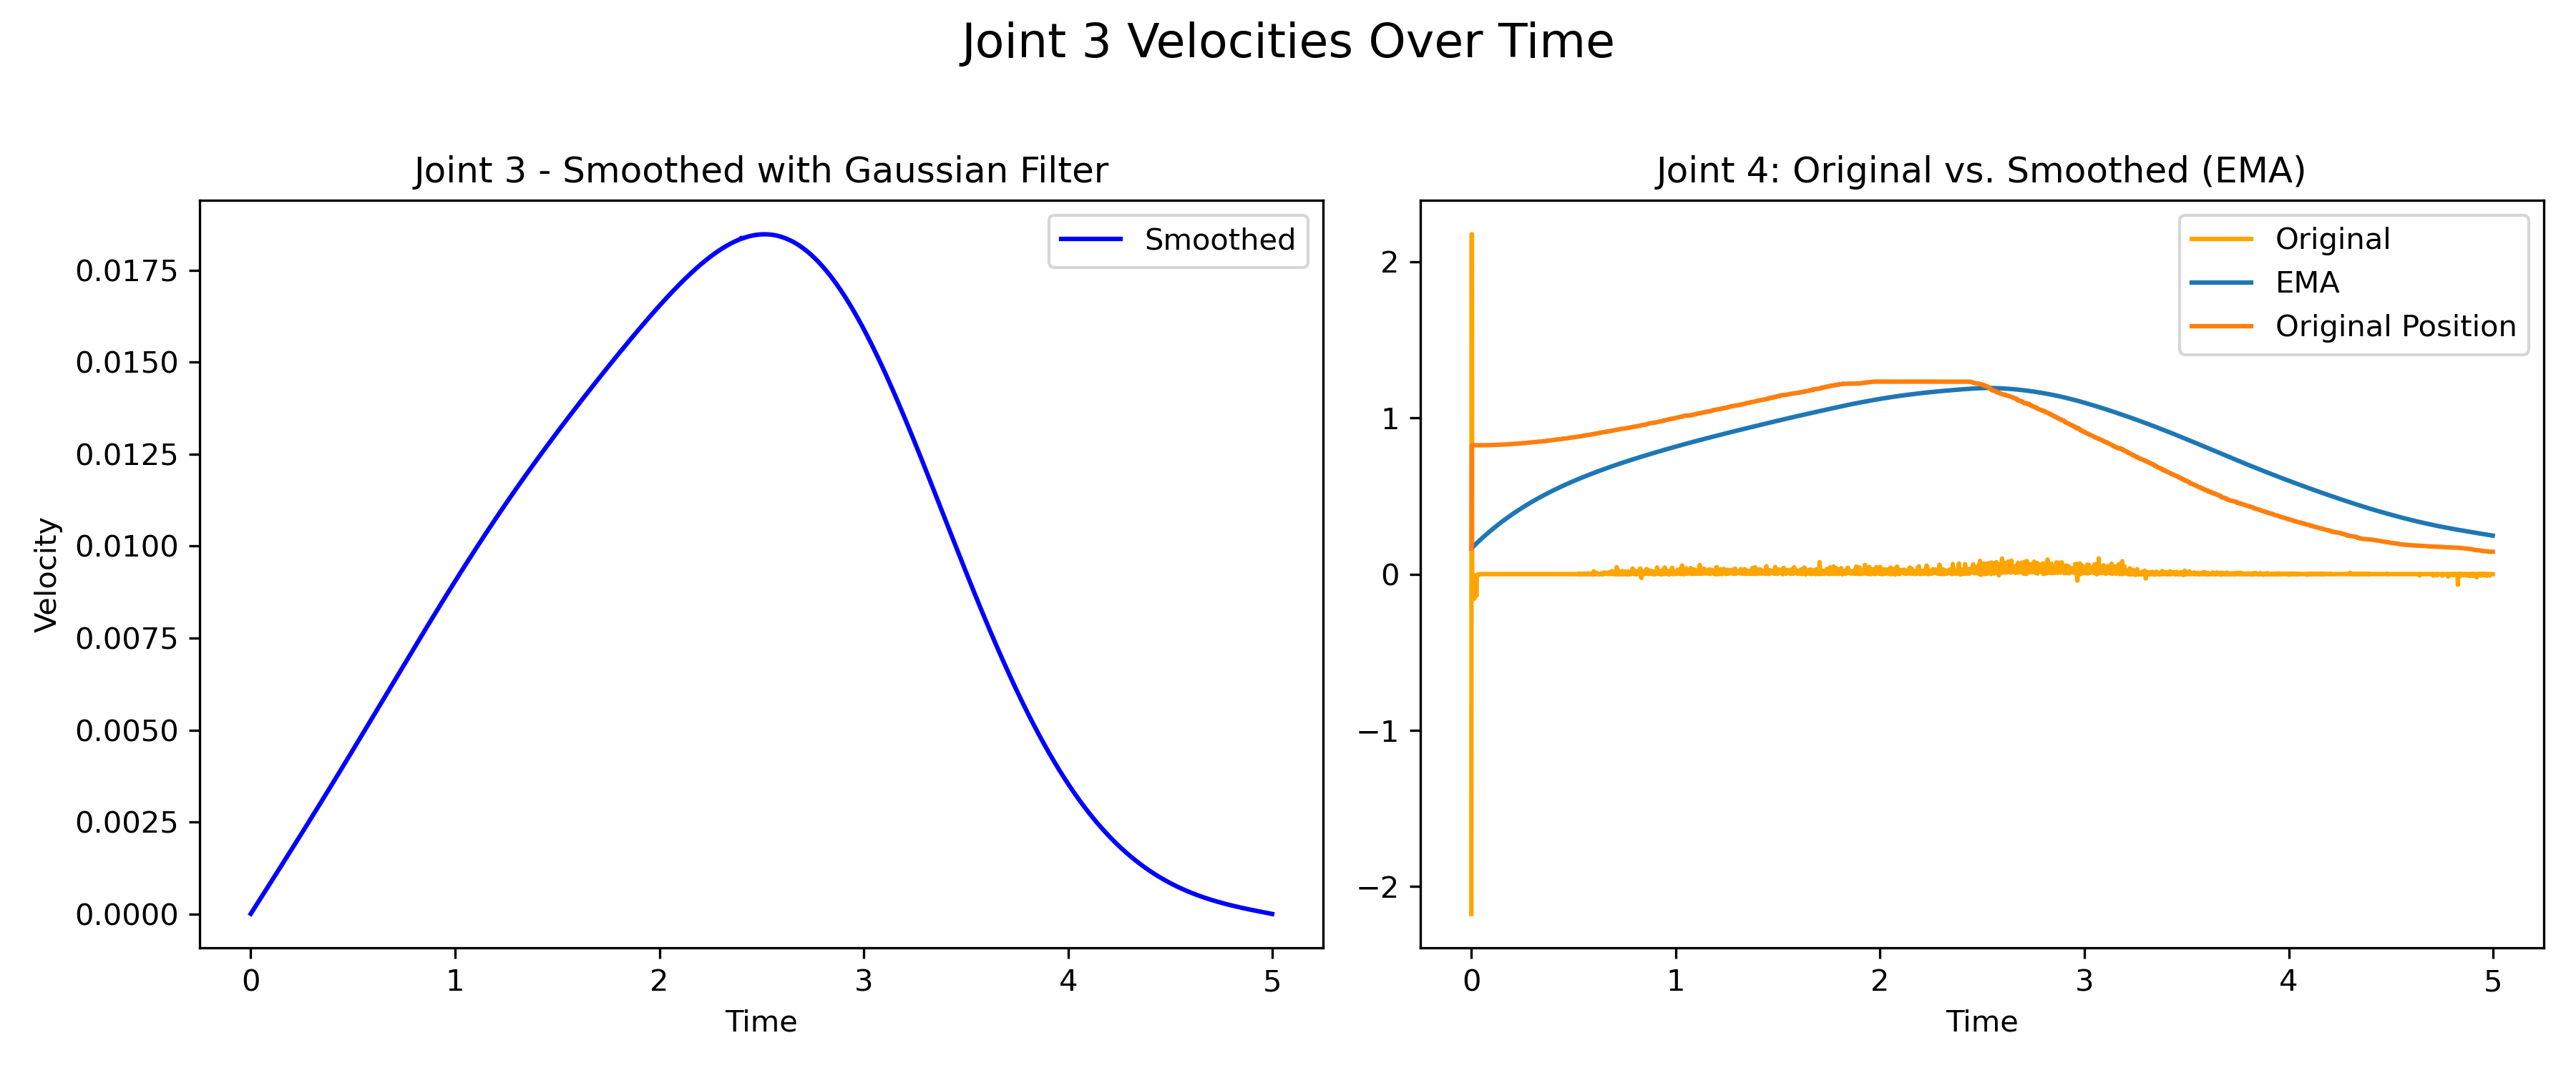 Joint 3 Velocities Over Time
Joint 3 - Smoothed with Gaussian Filter
Smoothed
0.0175
0.0150
0.0125
0.0100
0.0075
0.0050
0.0025
0.0000
Velocity
0 1 2 3 4 5
Time
Joint 4: Original vs. Smoothed (EMA)
Original
EMA
Original Position
2
1
0
−1
−2
0 1 2 3 4 5
Time